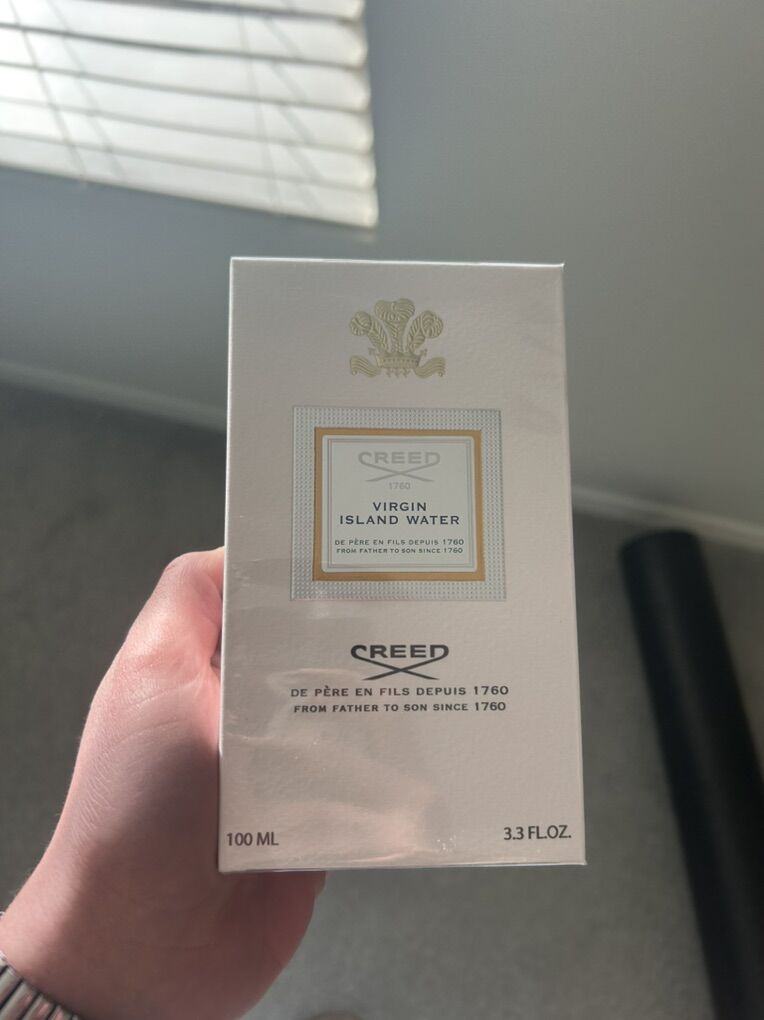 CREED
1760
VIRGIN
ISLAND WATER
DE PÈRE EN FILS DEPUIS 1760
FROM FATHER TO SON SINCE 1760
CREED
DE PÈRE EN FILS DEPUIS 1760
FROM FATHER TO SON SINCE 1760
100 ML
3.3 FL.OZ.